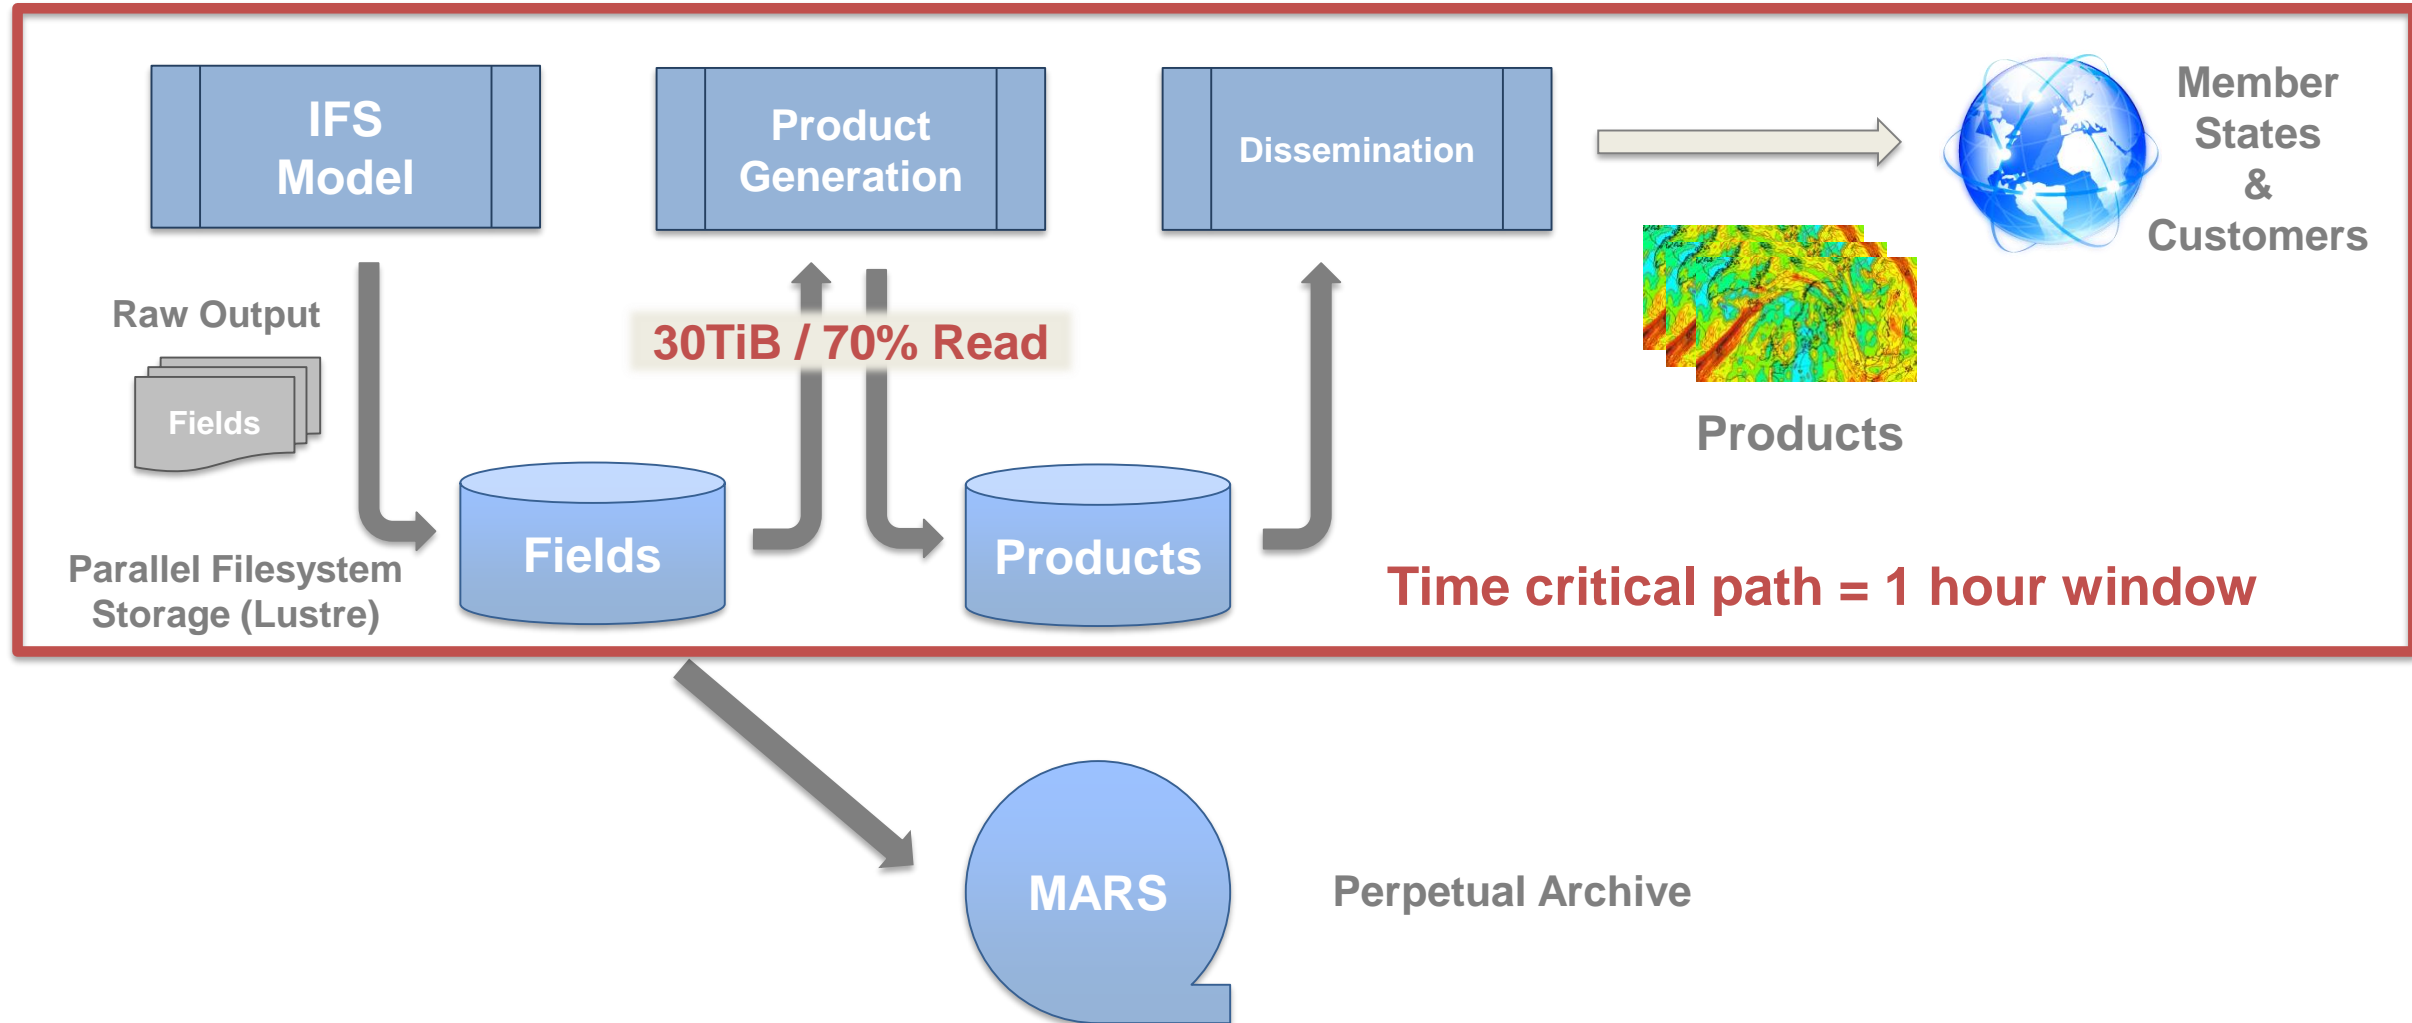 IFS
Model
Product
Generation
Dissemination
Member
States
&
Customers
Raw Output
Fields
30TiB / 70% Read
Products
Fields
Products
Parallel Filesystem
Storage (Lustre)
Time critical path = 1 hour window
MARS
Perpetual Archive